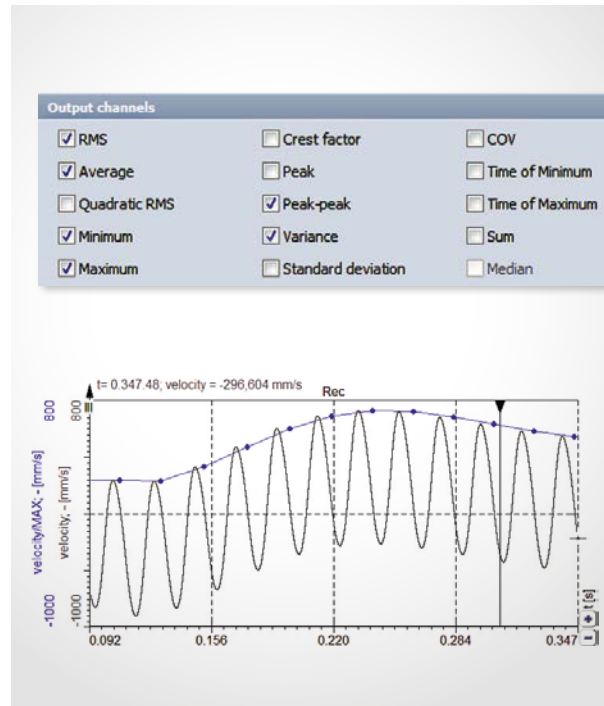 Output channels
RMS Crest factor COV
Average Peak Time of Minimum
Quadratic RMS Peak-peak Time of Maximum
Minimum Variance Sum
Maximum Standard deviation Median
t= 0.347.48; velocity = -296,604 mm/s
Rec
800 800
velocity/MAX; - [mm/s]
velocity; - [mm/s]
-1000 -1000
t [s]
0.092 0.156 0.220 0.284 0.347